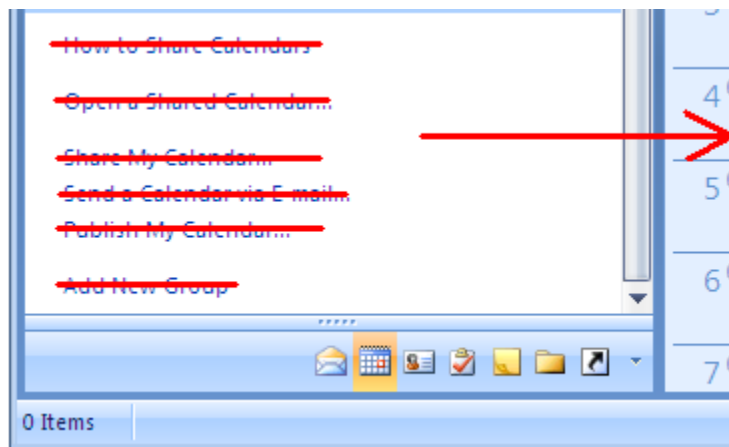 How to Share Calendars
Open a Shared Calendar...
Share My Calendar...
Send a Calendar via E-mail...
Publish My Calendar...
Add New Group
4
5
6
7
0 Items